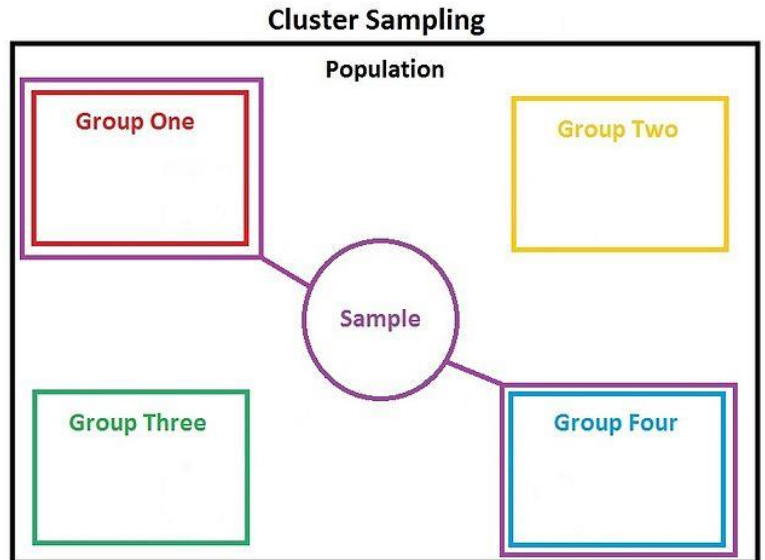 Cluster Sampling
Population
Group One
Group Two
Sample
Group Three
Group Four